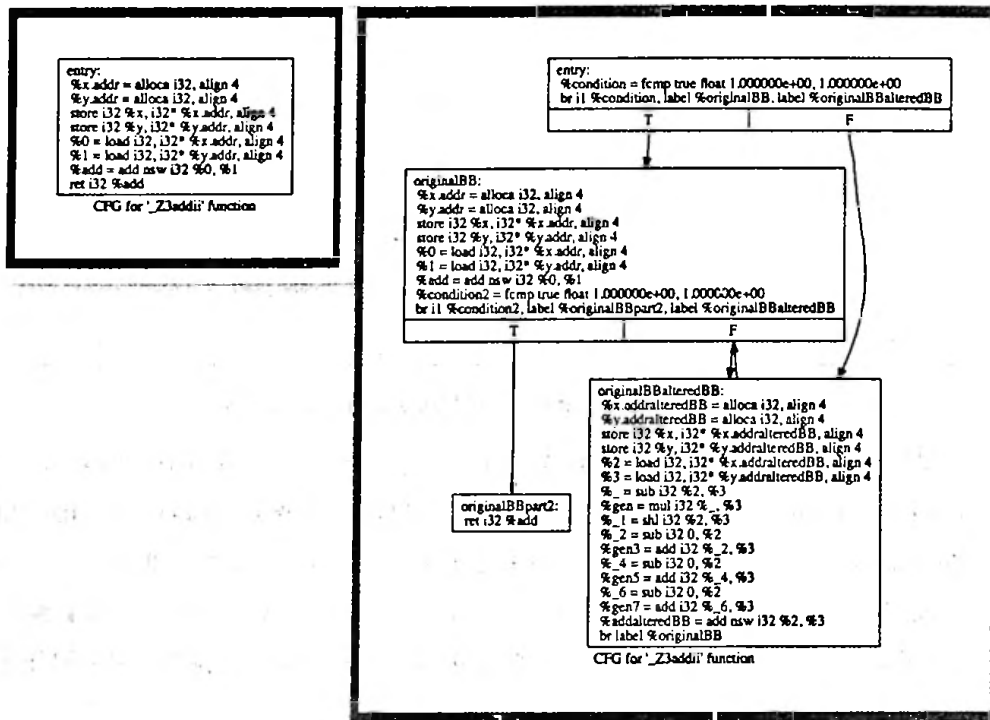 entry:
%x.addr = alloca i32, align 4
%y.addr = alloca i32, align 4
store i32 %x, i32* %x.addr, align 4
store i32 %y, i32* %y.addr, align 4
%0 = load i32, i32* %x.addr, align 4
%1 = load i32, i32* %y.addr, align 4
%add = add nsw i32 %0, %1
ret i32 %add
CFG for '_Z3addii' function
entry:
%condition = fcmp true float 1.000000e+00, 1.000000e+00
br i1 %condition, label %originalBB, label %originalBBalteredBB
T F
originalBB:
%x.addr = alloca i32, align 4
%y.addr = alloca i32, align 4
store i32 %x, i32* %x.addr, align 4
store i32 %y, i32* %y.addr, align 4
%0 = load i32, i32* %x.addr, align 4
%1 = load i32, i32* %y.addr, align 4
%add = add nsw i32 %0, %1
%condition2 = fcmp true float 1.000000e+00, 1.000000e+00
br i1 %condition2, label %originalBBpart2, label %originalBBalteredBB
T F
originalBBalteredBB:
%x.addralteredBB = alloca i32, align 4
%y.addralteredBB = alloca i32, align 4
store i32 %x, i32* %x.addralteredBB, align 4
store i32 %y, i32* %y.addralteredBB, align 4
%2 = load i32, i32* %x.addralteredBB, align 4
%3 = load i32, i32* %y.addralteredBB, align 4
%_ = sub i32 %2, %3
%gen = mul i32 %_, %3
%_1 = shl i32 %2, %3
%_2 = sub i32 0, %2
%gen3 = add i32 %_2, %3
%_4 = sub i32 0, %2
%gen5 = add i32 %_4, %3
%_6 = sub i32 0, %2
%gen7 = add i32 %_6, %3
%addalteredBB = add nsw i32 %2, %3
br label %originalBB
originalBBpart2:
ret i32 %add
CFG for '_Z3addii' function